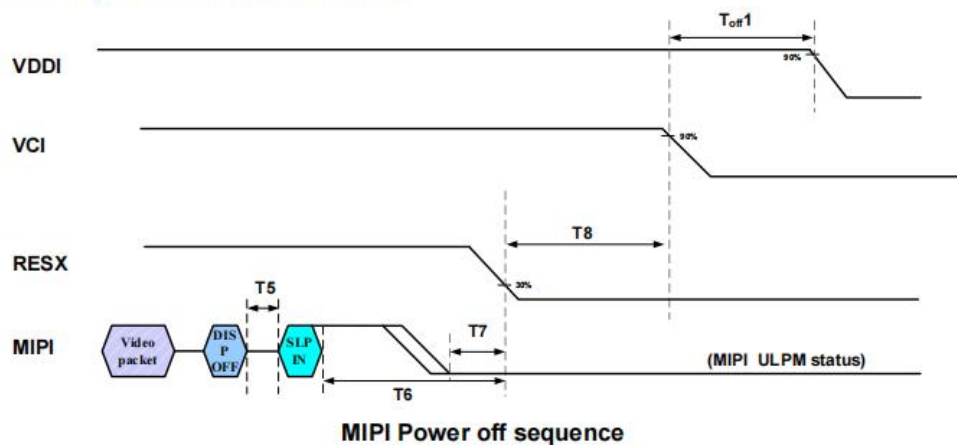 Toff1
VDDI
90%
VCI
90%
T8
RESX
30%
T5
T7
MIPI
Video
packet
DIS
P
OFF
SLP
IN
(MIPI ULPM status)
T6
MIPI Power off sequence